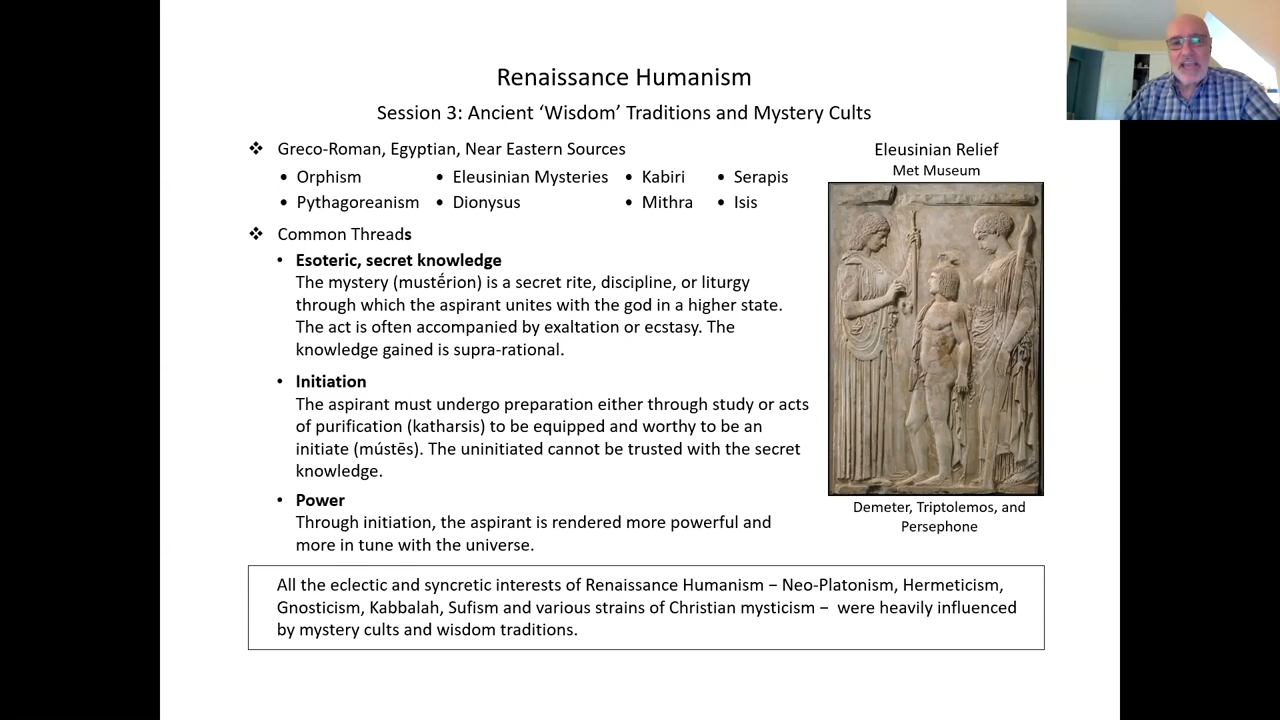 Renaissance Humanism
Session 3: Ancient ‘Wisdom’ Traditions and Mystery Cults
❖ Greco-Roman, Egyptian, Near Eastern Sources
• Orphism • Eleusinian Mysteries • Kabiri • Serapis
• Pythagoreanism • Dionysus • Mithra • Isis
❖ Common Threads
• Esoteric, secret knowledge
The mystery (mustḗrion) is a secret rite, discipline, or liturgy
through which the aspirant unites with the god in a higher state.
The act is often accompanied by exaltation or ecstasy. The
knowledge gained is supra-rational.
• Initiation
The aspirant must undergo preparation either through study or acts
of purification (katharsis) to be equipped and worthy to be an
initiate (mústēs). The uninitiated cannot be trusted with the secret
knowledge.
• Power
Through initiation, the aspirant is rendered more powerful and
more in tune with the universe.
Eleusinian Relief
Met Museum
Demeter, Triptolemos, and
Persephone
All the eclectic and syncretic interests of Renaissance Humanism – Neo-Platonism, Hermeticism,
Gnosticism, Kabbalah, Sufism and various strains of Christian mysticism – were heavily influenced
by mystery cults and wisdom traditions.